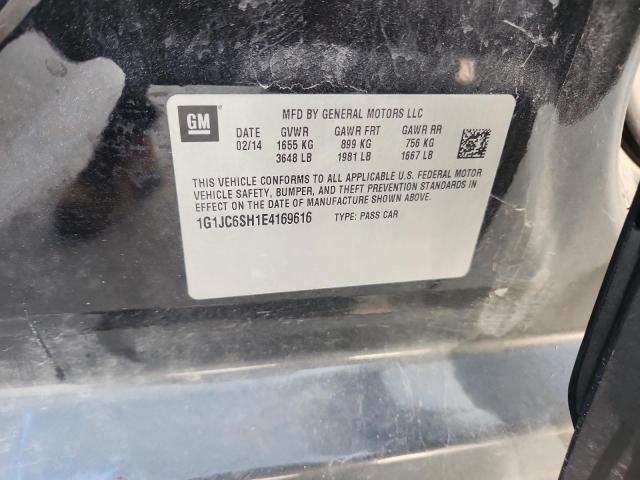 GM
MFD BY GENERAL MOTORS LLC
DATE GVWR GAWR FRT GAWR RR
02/14 1655 KG 899 KG 756 KG
3648 LB 1981 LB 1667 LB
THIS VEHICLE CONFORMS TO ALL APPLICABLE U.S. FEDERAL MOTOR
VEHICLE SAFETY, BUMPER, AND THEFT PREVENTION STANDARDS IN
EFFECT ON THE DATE OF MANUFACTURE SHOWN ABOVE.
1G1JC6SH1E4169616 TYPE: PASS CAR